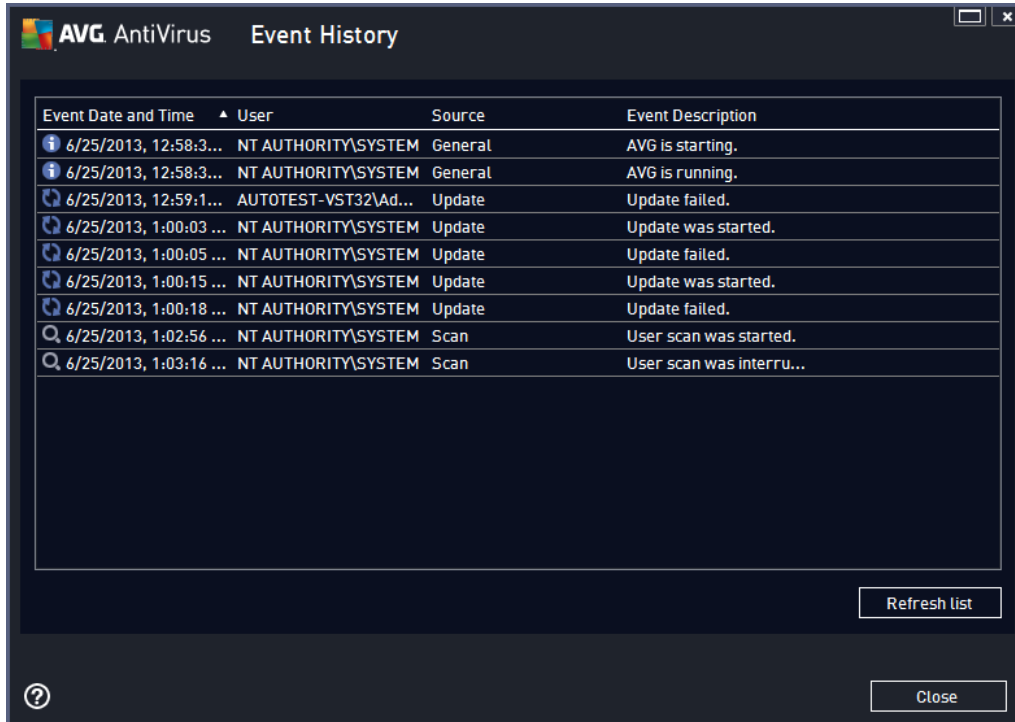 AVG. AntiVirus Event History
Event Date and Time User Source Event Description
6/25/2013, 12:58:3... NT AUTHORITY\SYSTEM General AVG is starting.
6/25/2013, 12:58:3... NT AUTHORITY\SYSTEM General AVG is running.
6/25/2013, 12:59:1... AUTOTEST-VST32\Ad... Update Update failed.
6/25/2013, 1:00:03 ... NT AUTHORITY\SYSTEM Update Update was started.
6/25/2013, 1:00:05 ... NT AUTHORITY\SYSTEM Update Update failed.
6/25/2013, 1:00:15 ... NT AUTHORITY\SYSTEM Update Update was started.
6/25/2013, 1:00:18 ... NT AUTHORITY\SYSTEM Update Update failed.
6/25/2013, 1:02:56 ... NT AUTHORITY\SYSTEM Scan User scan was started.
6/25/2013, 1:03:16 ... NT AUTHORITY\SYSTEM Scan User scan was interru...
Refresh list
?
Close